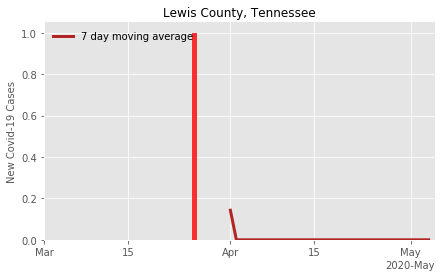 Lewis County, Tennessee
7 day moving average
New Covid-19 Cases
1.0
0.8
0.6
0.4
0.2
0.0
Mar 15 Apr 15 May
2020-May